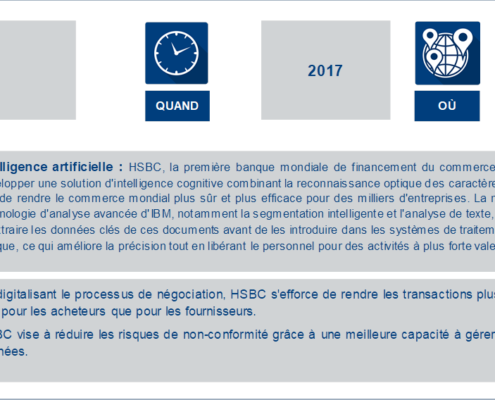 2017
QUAND
OÙ
lligence artificielle : HSBC, la première banque mondiale de financement du commerce
elopper une solution d'intelligence cognitive combinant la reconnaissance optique des caractère
de rendre le commerce mondial plus sûr et plus efficace pour des milliers d'entreprises. La
nologie d'analyse avancée d'IBM, notamment la segmentation intelligente et l'analyse de texte,
traire les données clés de ces documents avant de les introduire dans les systèmes de traitem
que, ce qui améliore la précision tout en libérant le personnel pour des activités à plus forte vale
digitalisant le processus de négociation, HSBC s'efforce de rendre les transactions plus
pour les acheteurs que pour les fournisseurs.
BC vise à réduire les risques de non-conformité grâce à une meilleure capacité à gérer
nées.